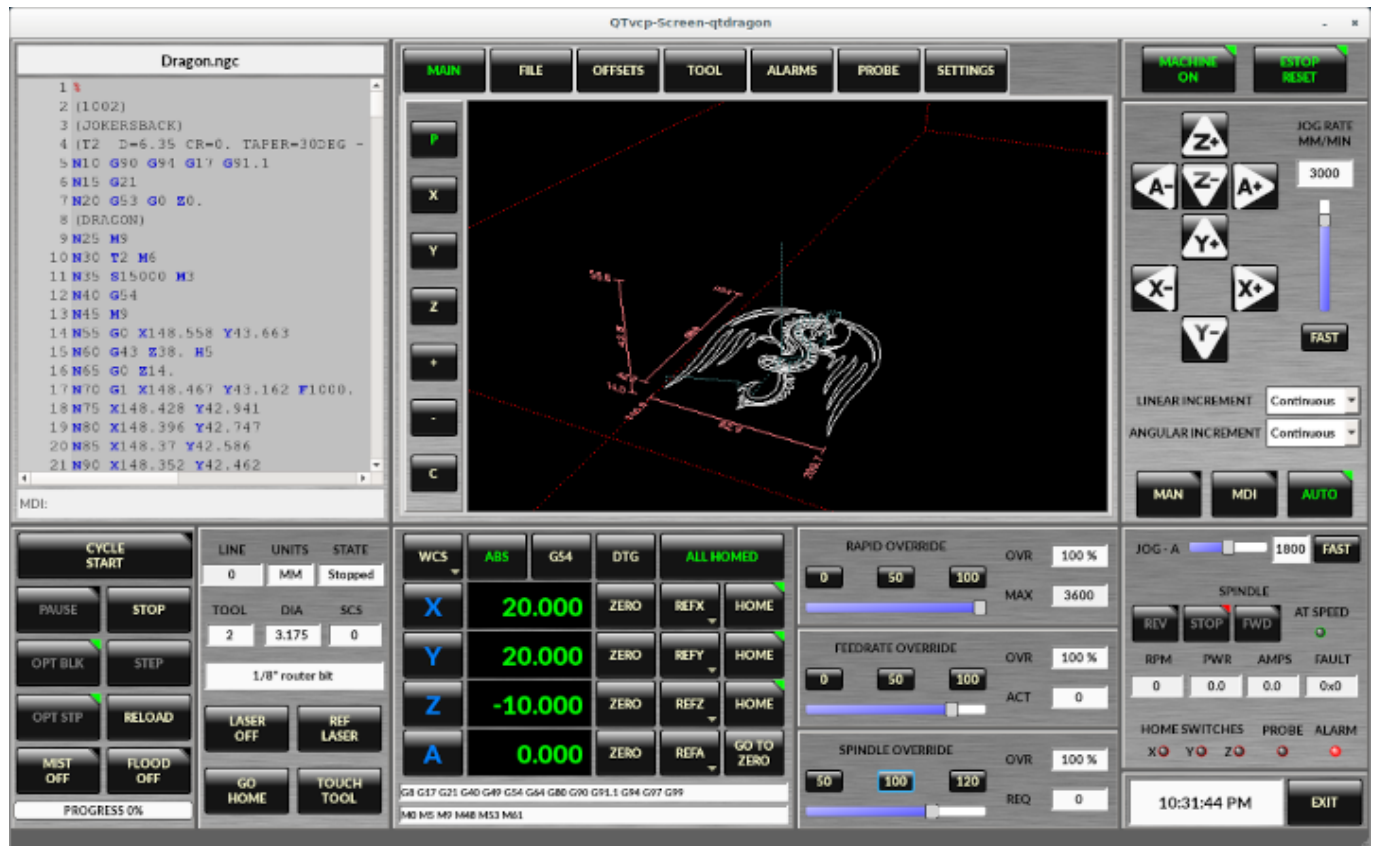 QTvcp-Screen-qtdragon
Dragon.ngc
1 %
2 (1002)
3 (JOKERSBACK)
4 (T2 D=6.35 CR=0. TAPER=30DEG -
5 N10 G90 G94 G17 G91.1
6 N15 G21
7 N20 G53 G0 Z0.
8 (DRAGON)
9 N25 M9
10 N30 T2 M6
11 N35 S15000 M3
12 N40 G54
13 N45 M9
14 N55 G0 X148.558 Y43.663
15 N60 G43 Z38. H5
16 N65 G0 Z14.
17 N70 G1 X148.467 Y43.162 F1000.
18 N75 X148.428 Y42.941
19 N80 X148.396 Y42.747
20 N85 X148.37 Y42.586
21 N90 X148.352 Y42.462
MDI:
MAIN FILE OFFSETS TOOL ALARMS PROBE SETTINGS
P
X
Y
Z
+
-
C
MACHINE ON
ESTOP RESET
JOG RATE
MM/MIN
3000
Z+
A- Z- A+
Y+
X- X+
Y-
FAST
LINEAR INCREMENT Continuous
ANGULAR INCREMENT Continuous
MAN MDI AUTO
CYCLE START
PAUSE STOP
OPT BLK STEP
OPT STP RELOAD
MIST OFF FLOOD OFF
PROGRESS 0%
LINE UNITS STATE
0 MM Stopped
TOOL DIA SCS
2 3.175 0
1/8" router bit
LASER OFF REF LASER
GO HOME TOUCH TOOL
WCS ABS G54 DTG ALL HOMED
X 20.000 ZERO REFX HOME
Y 20.000 ZERO REFY HOME
Z -10.000 ZERO REFZ HOME
A 0.000 ZERO REFA GO TO ZERO
G8 G17 G21 G40 G49 G54 G64 G80 G90 G91.1 G94 G97 G99
M0 M5 M9 M48 M53 M61
RAPID OVERRIDE OVR 100 %
0 50 100
MAX 3600
FEEDRATE OVERRIDE OVR 100 %
0 50 100
ACT 0
SPINDLE OVERRIDE OVR 100 %
50 100 120
REQ 0
JOG - A 1800 FAST
SPINDLE
REV STOP FWD AT SPEED
RPM PWR AMPS FAULT
0 0.0 0.0 0x0
HOME SWITCHES PROBE ALARM
X Y Z
10:31:44 PM EXIT